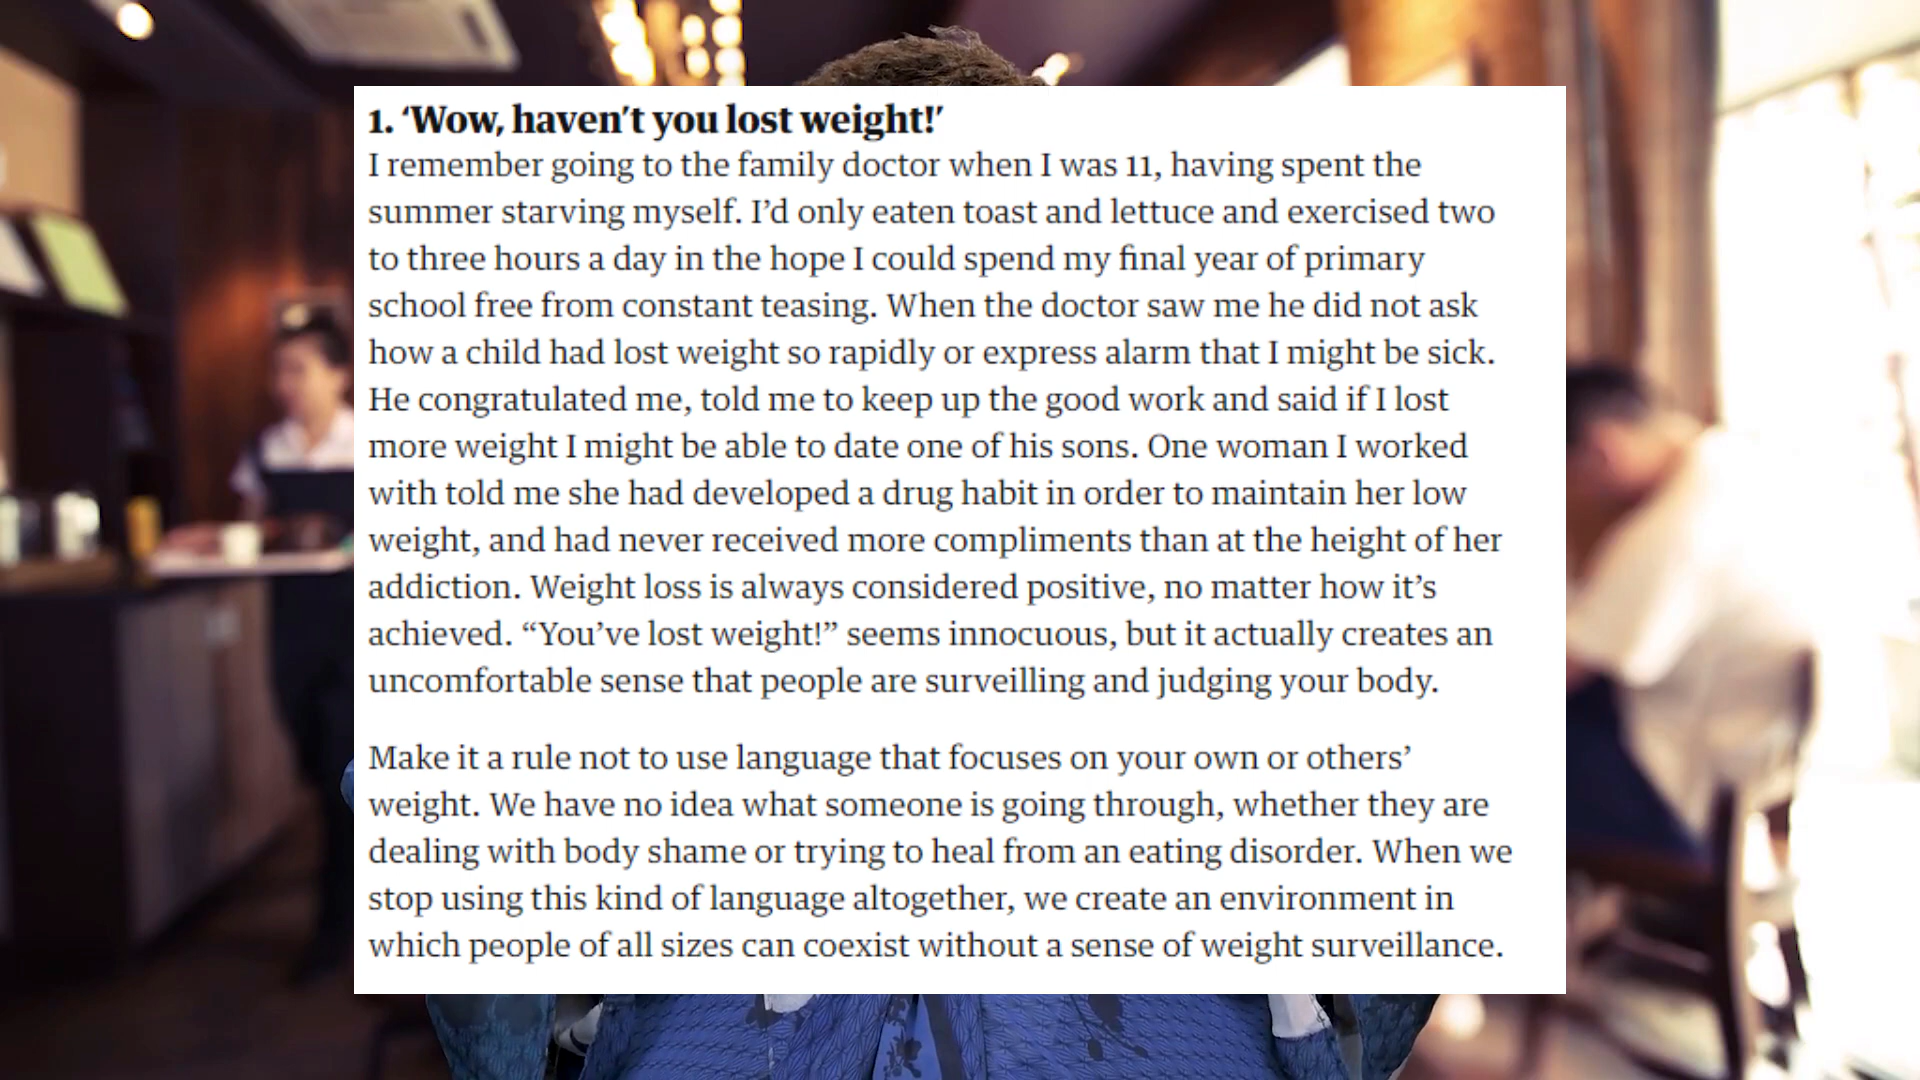 1. ‘Wow, haven’t you lost weight!’
I remember going to the family doctor when I was 11, having spent the
summer starving myself. I’d only eaten toast and lettuce and exercised two
to three hours a day in the hope I could spend my final year of primary
school free from constant teasing. When the doctor saw me he did not ask
how a child had lost weight so rapidly or express alarm that I might be sick.
He congratulated me, told me to keep up the good work and said if I lost
more weight I might be able to date one of his sons. One woman I worked
with told me she had developed a drug habit in order to maintain her low
weight, and had never received more compliments than at the height of her
addiction. Weight loss is always considered positive, no matter how it’s
achieved. “You’ve lost weight!” seems innocuous, but it actually creates an
uncomfortable sense that people are surveilling and judging your body.
Make it a rule not to use language that focuses on your own or others’
weight. We have no idea what someone is going through, whether they are
dealing with body shame or trying to heal from an eating disorder. When we
stop using this kind of language altogether, we create an environment in
which people of all sizes can coexist without a sense of weight surveillance.